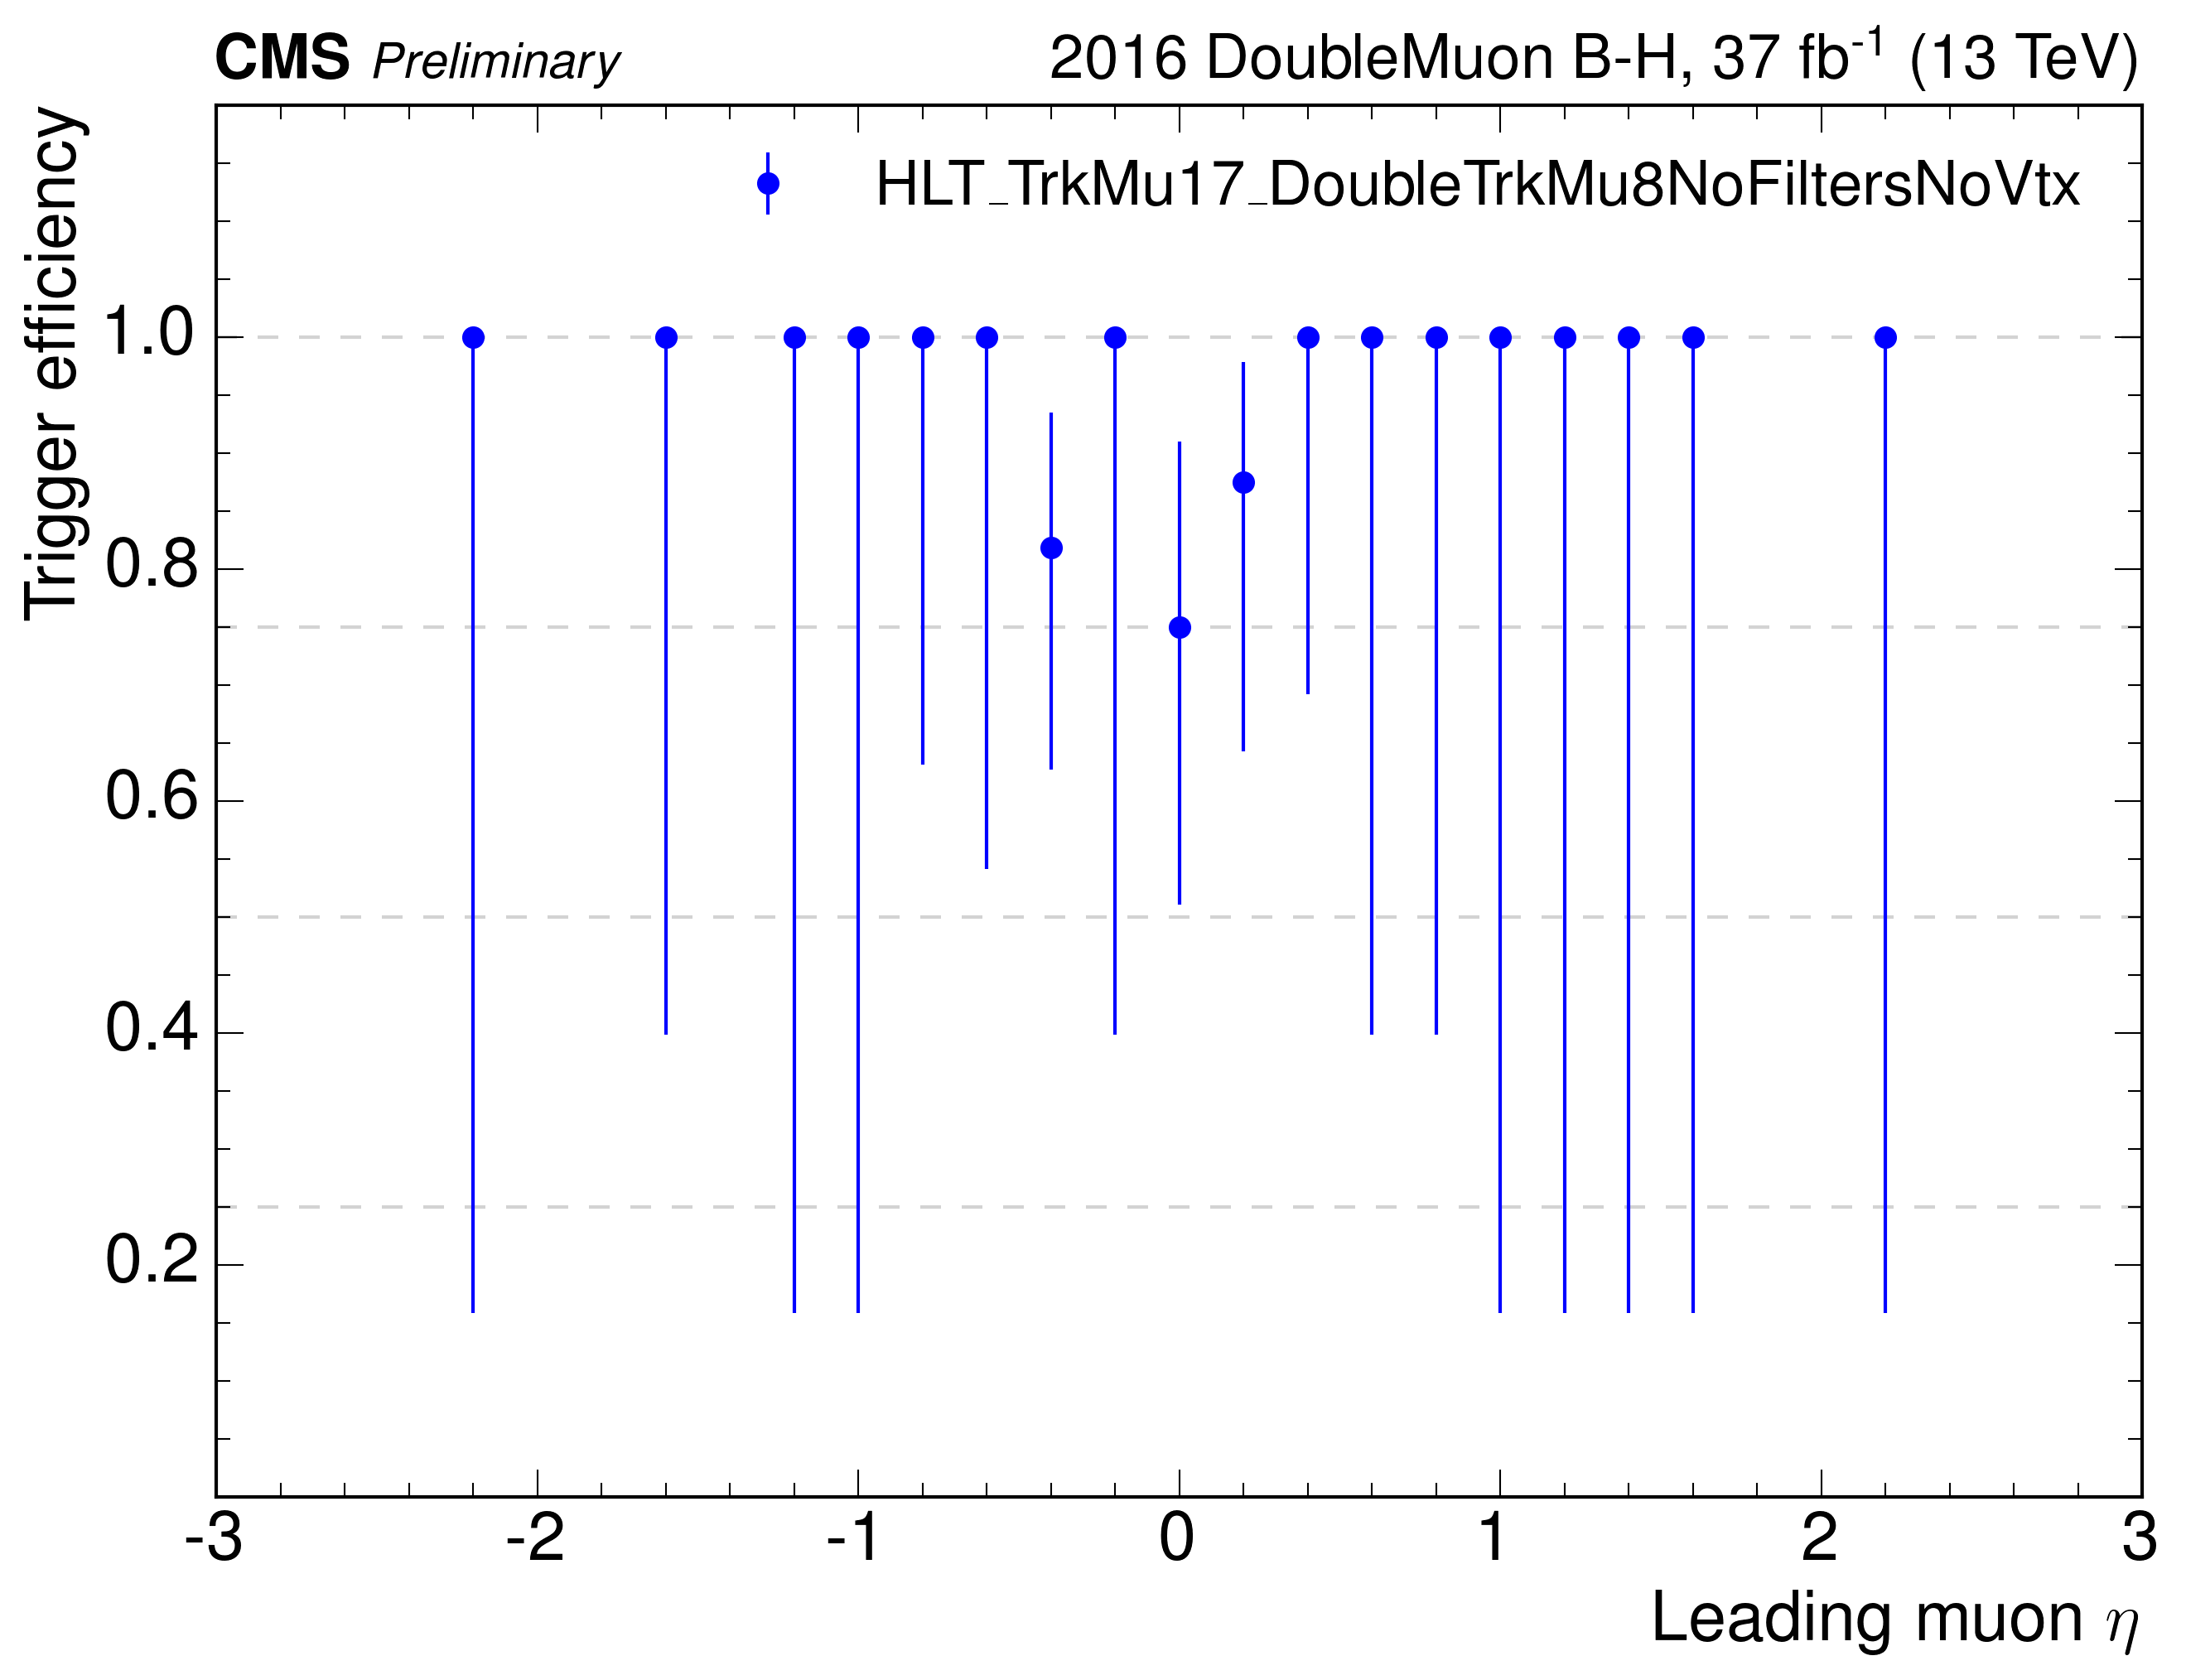 CMS Preliminary 2016 DoubleMuon B-H, 37 fb⁻¹ (13 TeV)
Trigger efficiency
HLT_TrkMu17_DoubleTrkMu8NoFiltersNoVtx
1.0
0.8
0.6
0.4
0.2
-3 -2 -1 0 1 2 3
Leading muon η